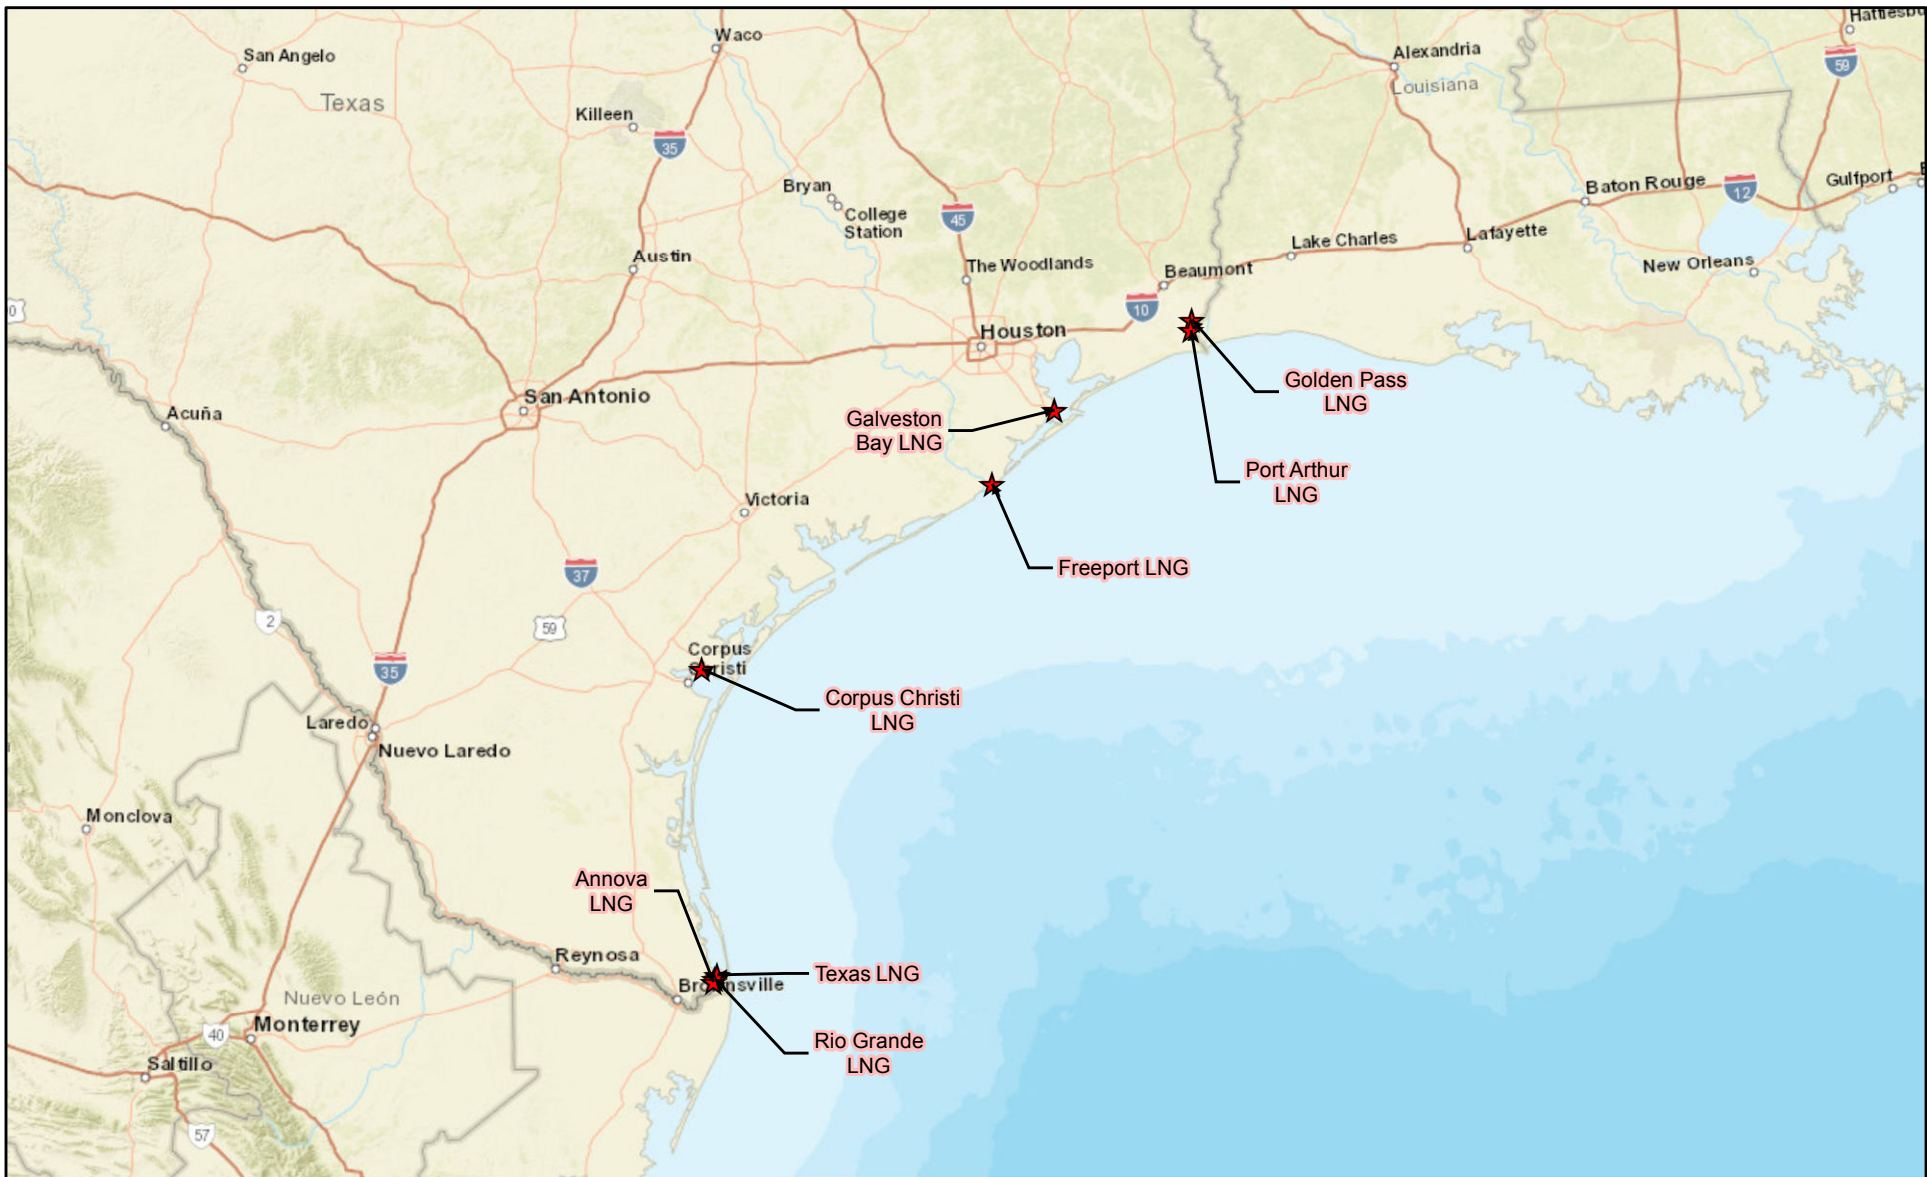 Hattiesbu
Waco
San Angelo
Alexandria
59
Texas
Louisiana
Killeen
35
Bryan
College
Station
45
Baton Rouge
12
Gulfport
Austin
The Woodlands
Beaumont
Lake Charles
Lafayette
New Orleans
0
10
Houston
San Antonio
Acuña
Golden Pass
LNG
Galveston
Bay LNG
Port Arthur
LNG
Victoria
Freeport LNG
37
2
59
35
Corpus
Christi
Corpus Christi
LNG
Laredo
Nuevo Laredo
Monclova
Annova
LNG
Reynosa
Brownsville
Texas LNG
Nuevo León
40
Monterrey
Rio Grande
LNG
Saltillo
57